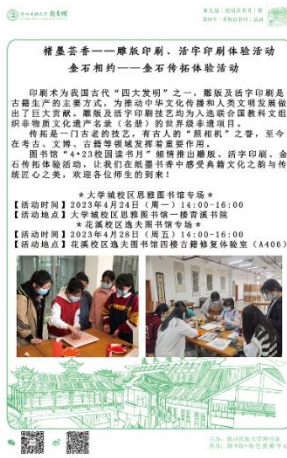 楮墨芸香——雕版印刷、活字印刷体验活动
金石相约——金石传拓体验活动
印刷术为我国古代“四大发明”之一，雕版及活字印刷是
古籍生产的主要方式，为推动中华文化传播和人类文明发展做
出了巨大贡献。雕版及活字印刷技艺均为入选联合国教科文组
织非物质文化遗产名录（名册）的世界级非遗项目。
传拓是一门古老的技艺，有古人的“照相机”之誉，至今
在考古、文博、古籍等领域发挥着重要作用。
图书馆“4·23校园读书月”倾情推出雕版、活字印刷、金
石传拓体验活动，让我们在纸墨书香中感受典籍文化之韵与传
统匠心之美，欢迎各位师生的到来！
*大学城校区思雅图书馆专场*
【活动时间】2023年4月24日（周一）14:00-16:00
【活动地点】大学城校区思雅图书馆一楼青溪书院
*花溪校区逸夫图书馆专场*
【活动时间】2023年4月28日（周五）14:00-16:00
【活动地点】花溪校区逸夫图书馆四楼古籍修复体验室（A406）